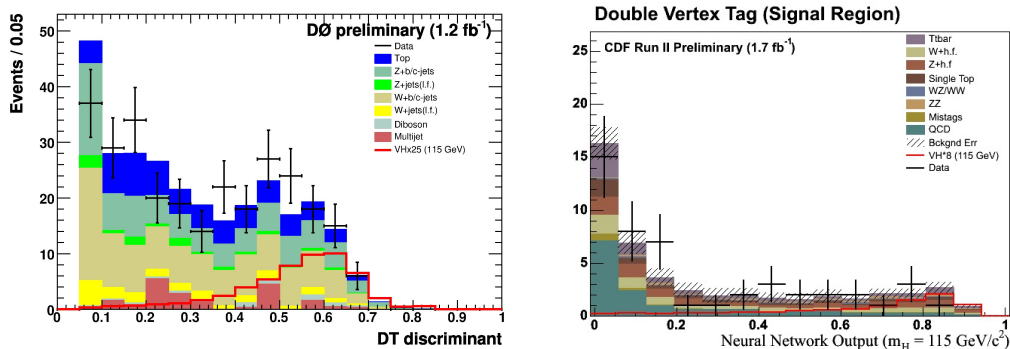 DØ preliminary (1.2 fb⁻¹)
Events / 0.05
50
40
30
20
10
0
Data
Top
Z+b/c-jets
Z+jets(l.f.)
W+b/c-jets
W+jets(l.f.)
Diboson
Multijet
VHx25 (115 GeV)
0 0.1 0.2 0.3 0.4 0.5 0.6 0.7 0.8 0.9 1
DT discriminant
Double Vertex Tag (Signal Region)
CDF Run II Preliminary (1.7 fb⁻¹)
25
20
15
10
5
0
Ttbar
W+h.f.
Z+h.f
Single Top
WZ/WW
ZZ
Mistags
QCD
Bckgnd Err
VH*8 (115 GeV)
Data
0 0.2 0.4 0.6 0.8 1
Neural Network Output (m_H = 115 GeV/c²)